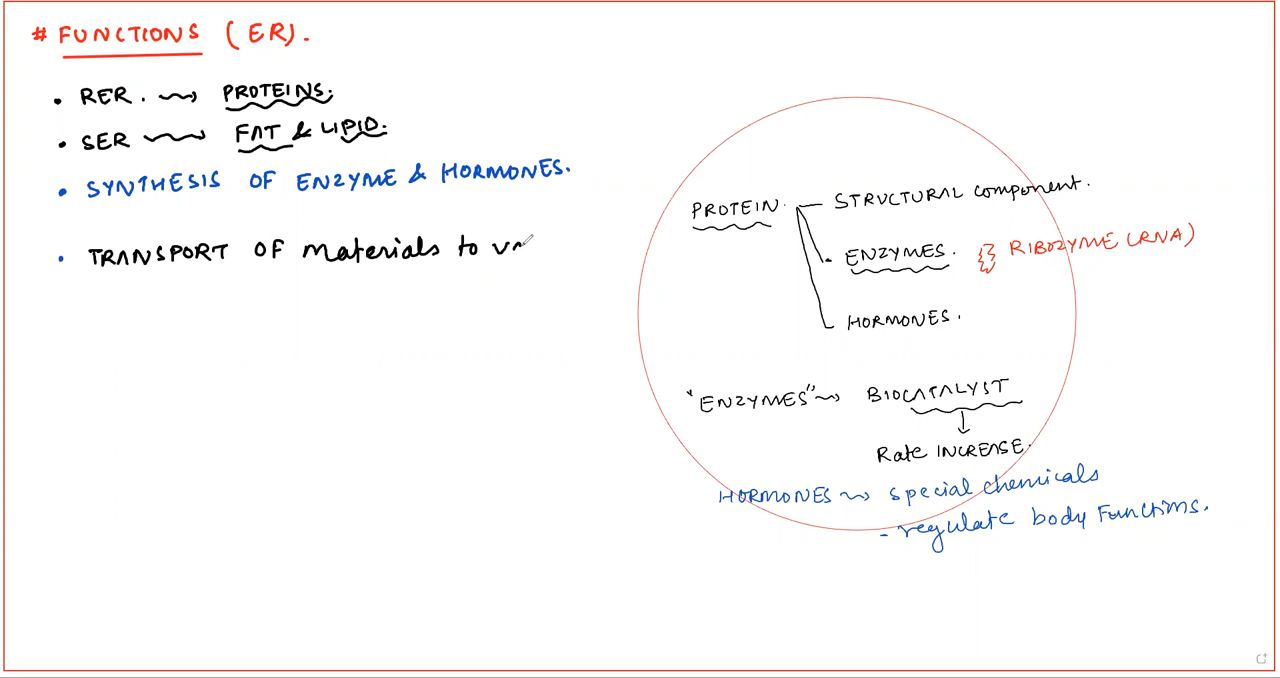 # FUNCTIONS (ER).
• RER. PROTEINS.
• SER FAT & LIPID.
• SYNTHESIS OF ENZYME & HORMONES.
• TRANSPORT OF materials to
PROTEIN. STRUCTURAL component.
ENZYMES. RIBOZYME (RNA)
HORMONES.
"ENZYMES" BIOCATALYST
Rate INCREASE.
HORMONES special chemicals
- regulate body Functions.